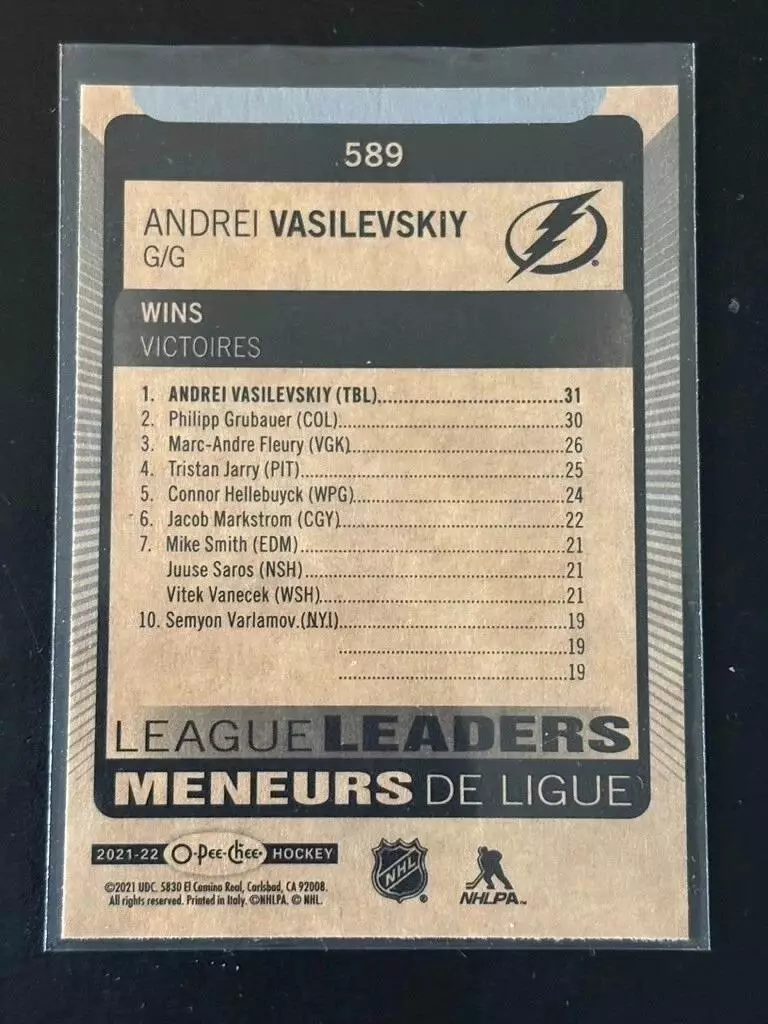 589
ANDREI VASILEVSKIY
G/G
WINS
VICTOIRES
1. ANDREI VASILEVSKIY (TBL)..................................31
2. Philipp Grubauer (COL)..................................30
3. Marc-Andre Fleury (VGK)..................................26
4. Tristan Jarry (PIT)..................................25
5. Connor Hellebuyck (WPG)..................................24
6. Jacob Markstrom (CGY)..................................22
7. Mike Smith (EDM)..................................21
Juuse Saros (NSH)..................................21
Vitek Vanecek (WSH)..................................21
10. Semyon Varlamov (NYI)..................................19
..................................19
..................................19
LEAGUE LEADERS
MENEURS DE LIGUE
2021-22 O-Pee-Chee HOCKEY
©2021 UDC. 5830 El Camino Real, Carlsbad, CA 92008.
All rights reserved. Printed in Italy. ©NHLPA. © NHL.
NHL ®
NHLPA™